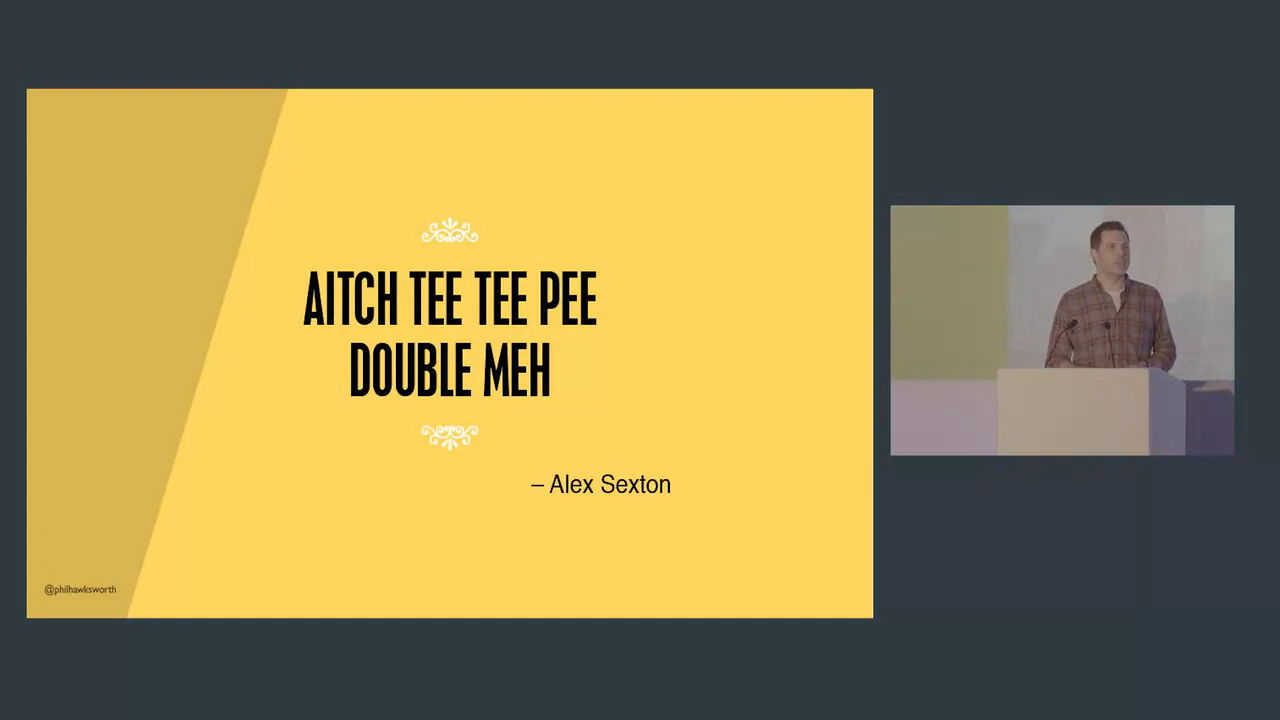 AITCH TEE TEE PEE
DOUBLE MEH
– Alex Sexton
@philhawksworth